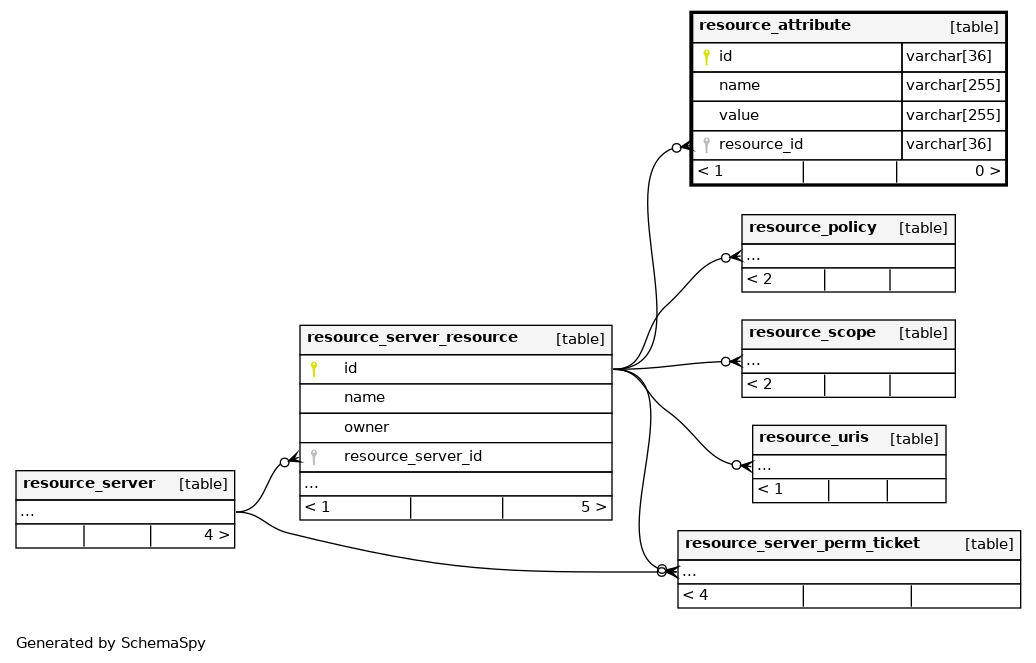 resource_attribute [table]
id varchar[36]
name varchar[255]
value varchar[255]
resource_id varchar[36]
< 1 0 >
resource_policy [table]
...
< 2
resource_scope [table]
...
< 2
resource_server_resource [table]
id
name
owner
resource_server_id
...
< 1 5 >
resource_uris [table]
...
< 1
resource_server [table]
...
4 >
resource_server_perm_ticket [table]
...
< 4
Generated by SchemaSpy